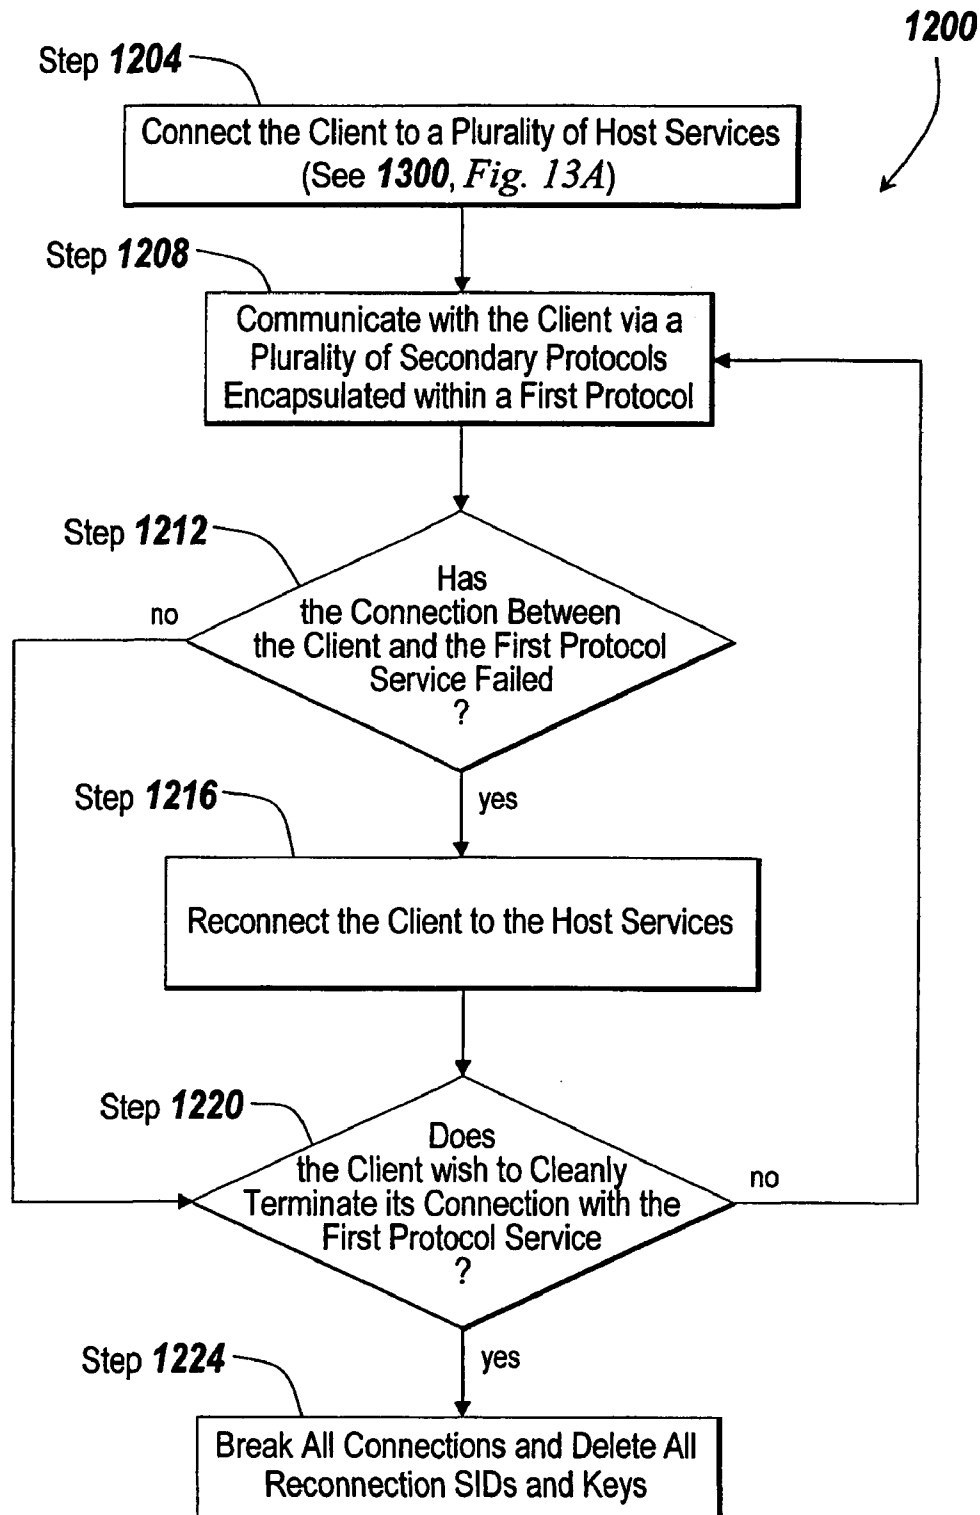 1200
Step 1204
Connect the Client to a Plurality of Host Services
(See 1300, Fig. 13A)
Step 1208
Communicate with the Client via a
Plurality of Secondary Protocols
Encapsulated within a First Protocol
Step 1212
Has
the Connection Between
the Client and the First Protocol
Service Failed
?
no
yes
Step 1216
Reconnect the Client to the Host Services
Step 1220
Does
the Client wish to Cleanly
Terminate its Connection with the
First Protocol Service
?
no
yes
Step 1224
Break All Connections and Delete All
Reconnection SIDs and Keys